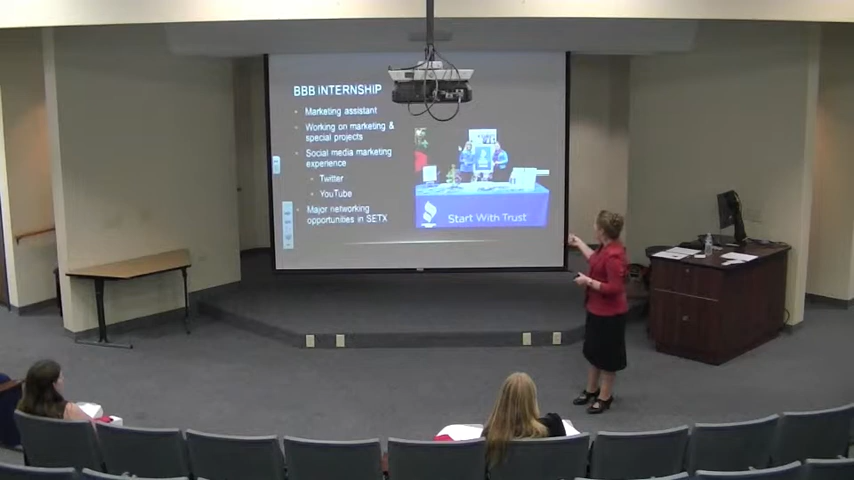 BBB INTERNSHIP
Marketing assistant
Working on marketing &
special projects
Social media marketing
experience
Twitter
YouTube
Major networking
opportunities in SETX
Start With Trust